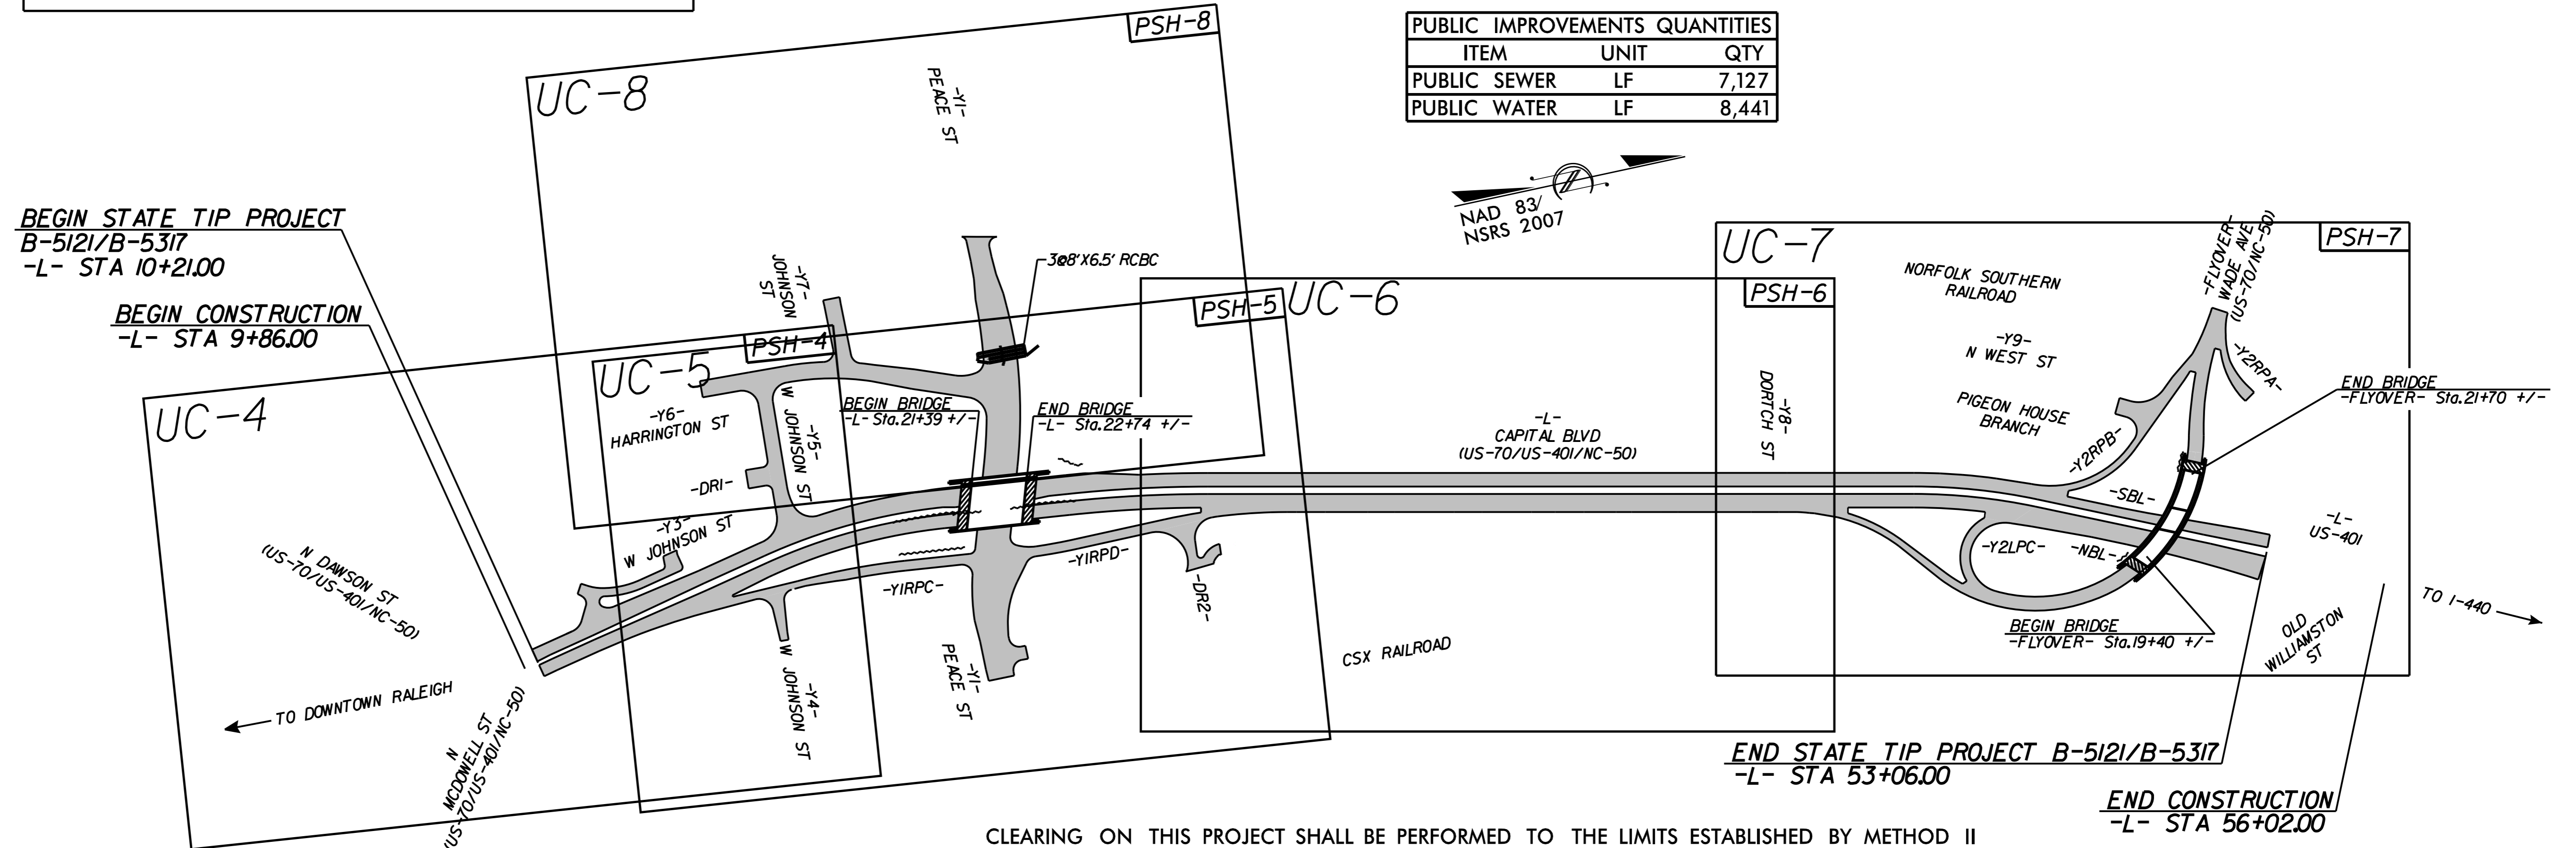 PSH-8
UC-8
-Y1-
PEACE ST
PUBLIC IMPROVEMENTS QUANTITIES
ITEM UNIT QTY
PUBLIC SEWER LF 7,127
PUBLIC WATER LF 8,441
NAD 83/
NSRS 2007
BEGIN STATE TIP PROJECT
B-5121/B-5317
-L- STA 10+21.00
BEGIN CONSTRUCTION
-L- STA 9+86.00
-Y7-
JOHNSON
ST
3@8'X6.5' RCBC
PSH-5
UC-6
PSH-6
UC-7
PSH-7
NORFOLK SOUTHERN
RAILROAD
-FLYOVER-
WADE AVE
(US-70/NC-50)
-Y9-
N WEST ST
-Y2RPA-
PSH-4
UC-5
UC-4
-Y6-
HARRINGTON ST
-Y5-
W JOHNSON ST
BEGIN BRIDGE
-L- Sta.21+39 +/-
END BRIDGE
-L- Sta.22+74 +/-
-L-
CAPITAL BLVD
(US-70/US-401/NC-50)
-Y8-
DORTCH ST
PIGEON HOUSE
BRANCH
END BRIDGE
-FLYOVER- Sta.21+70 +/-
-Y2RPB-
-DR1-
-SBL-
-L-
US-401
-Y3-
W JOHNSON ST
N DAWSON ST
(US-70/US-401/NC-50)
-Y1RPC-
-Y1RPD-
-DR2-
-Y2LPC-
-NBL-
TO I-440
BEGIN BRIDGE
-FLYOVER- Sta.19+40 +/-
OLD
WILLIAMSTON
ST
-Y4-
W JOHNSON ST
-Y1-
PEACE ST
CSX RAILROAD
TO DOWNTOWN RALEIGH
N
MCDOWELL ST
(US-70/US-401/NC-50)
END STATE TIP PROJECT B-5121/B-5317
-L- STA 53+06.00
END CONSTRUCTION
-L- STA 56+02.00
CLEARING ON THIS PROJECT SHALL BE PERFORMED TO THE LIMITS ESTABLISHED BY METHOD II